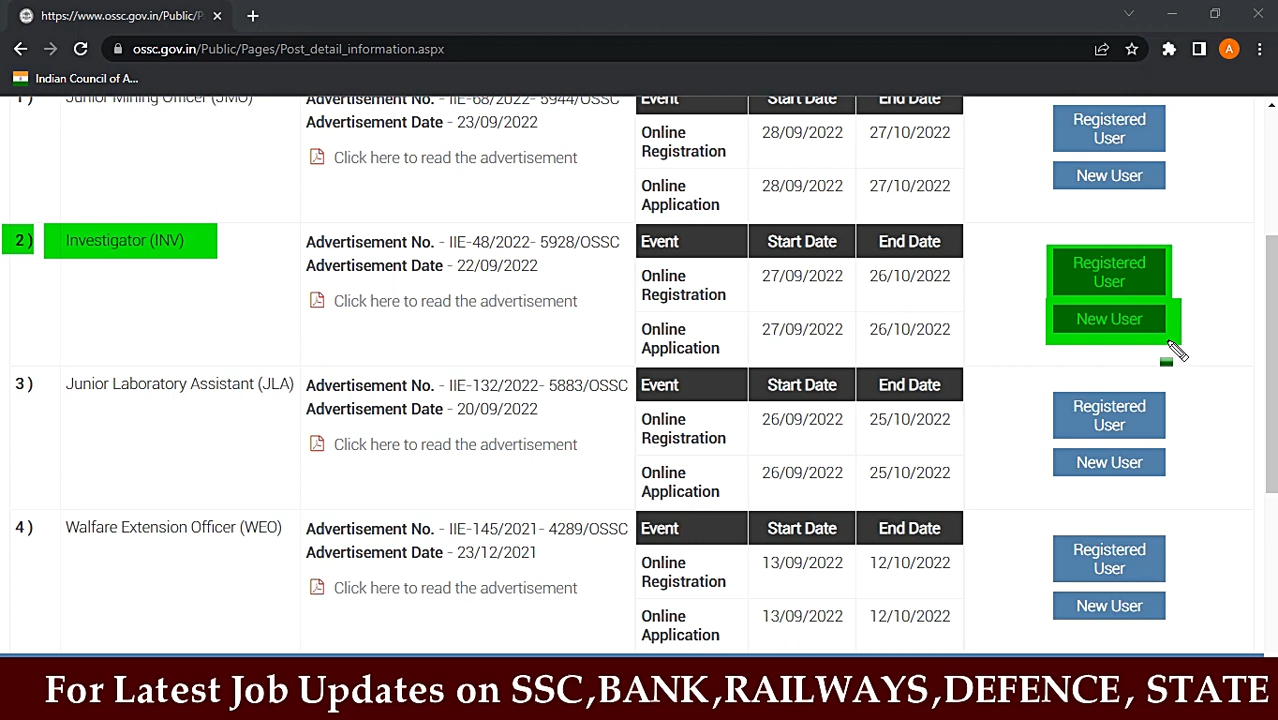 https://www.ossc.gov.in/Public/P
ossc.gov.in/Public/Pages/Post_detail_information.aspx
A
Indian Council of A...
1 )
Junior Mining Officer (JMO)
Advertisement No. - IIE-68/2022- 5944/OSSC
Advertisement Date - 23/09/2022
Click here to read the advertisement
Event Start Date End Date
Online Registration 28/09/2022 27/10/2022
Online Application 28/09/2022 27/10/2022
Registered
User
New User
2 )
Investigator (INV)
Advertisement No. - IIE-48/2022- 5928/OSSC
Advertisement Date - 22/09/2022
Click here to read the advertisement
Event Start Date End Date
Online Registration 27/09/2022 26/10/2022
Online Application 27/09/2022 26/10/2022
Registered
User
New User
3 )
Junior Laboratory Assistant (JLA)
Advertisement No. - IIE-132/2022- 5883/OSSC
Advertisement Date - 20/09/2022
Click here to read the advertisement
Event Start Date End Date
Online Registration 26/09/2022 25/10/2022
Online Application 26/09/2022 25/10/2022
Registered
User
New User
4 )
Walfare Extension Officer (WEO)
Advertisement No. - IIE-145/2021- 4289/OSSC
Advertisement Date - 23/12/2021
Click here to read the advertisement
Event Start Date End Date
Online Registration 13/09/2022 12/10/2022
Online Application 13/09/2022 12/10/2022
Registered
User
New User
For Latest Job Updates on SSC,BANK,RAILWAYS,DEFENCE, STATE